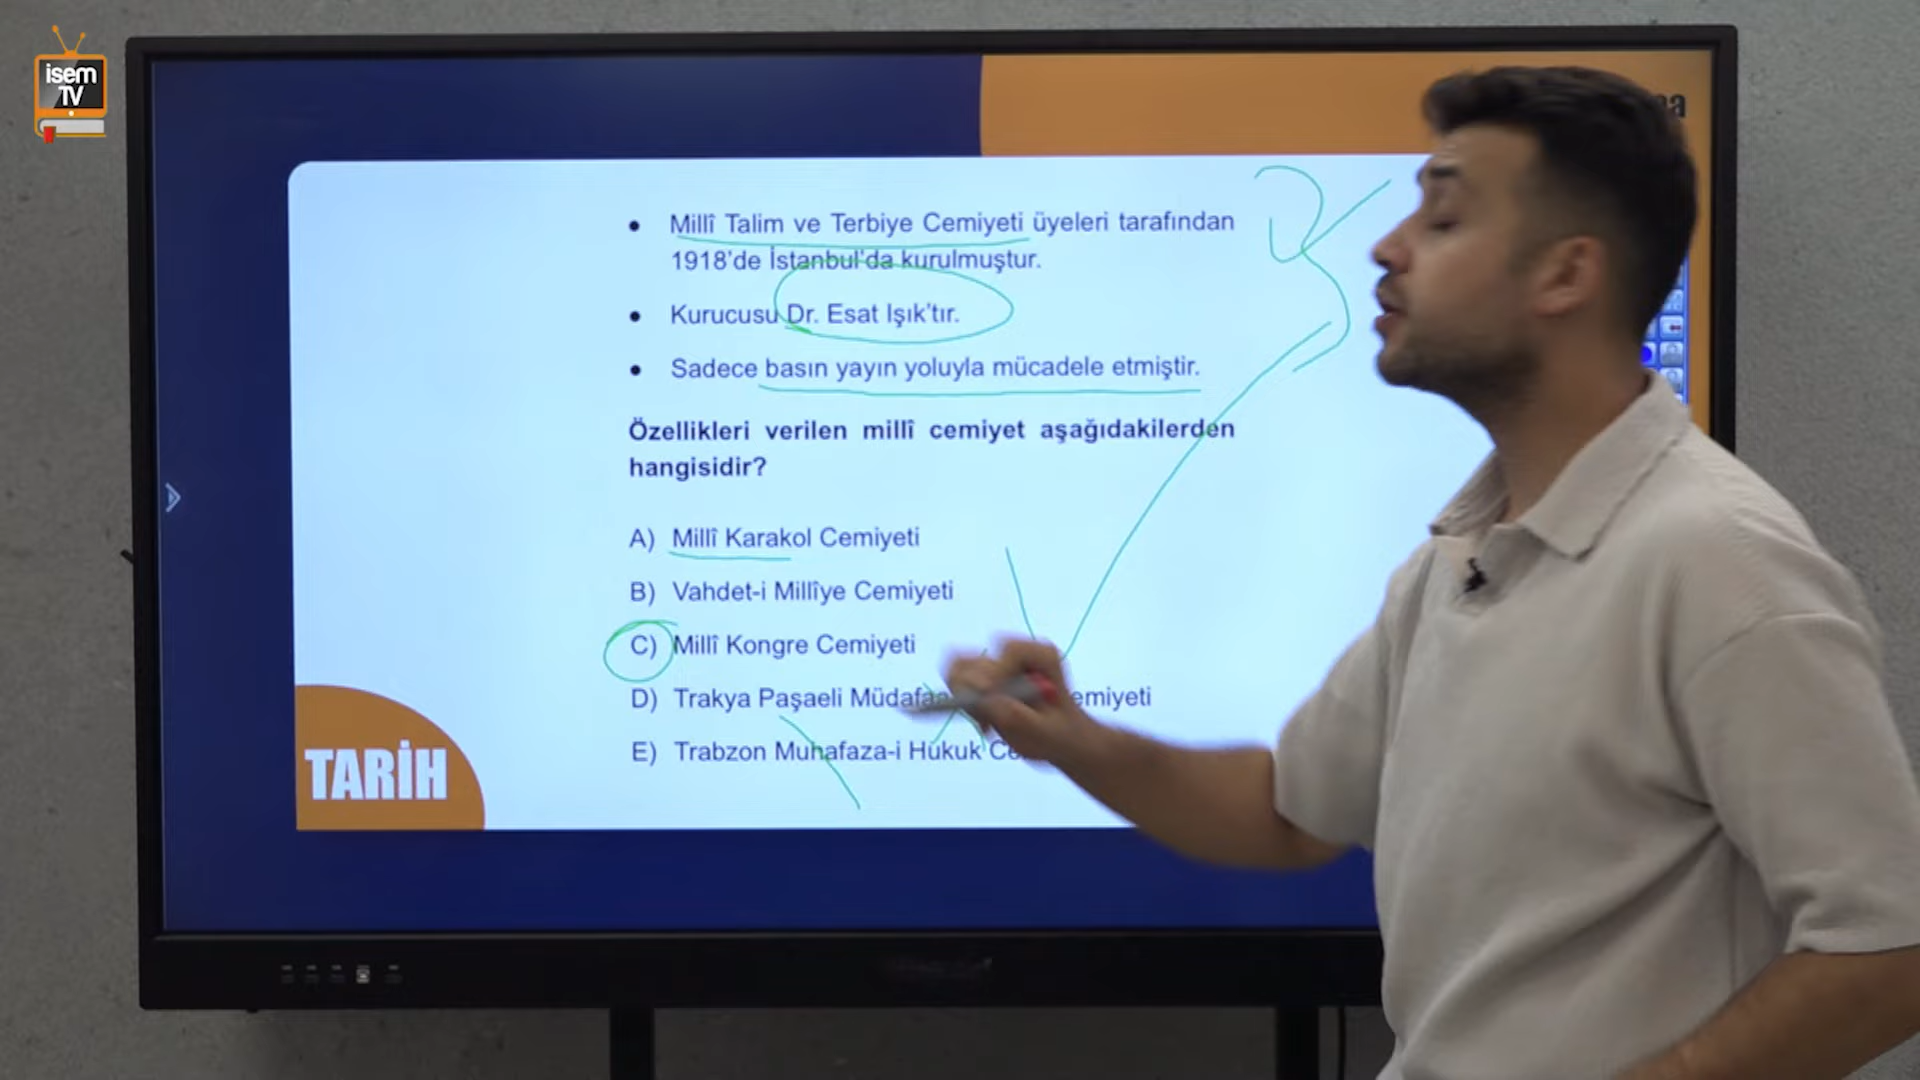 isem
TV
• Millî Talim ve Terbiye Cemiyeti üyeleri tarafından
1918'de İstanbul'da kurulmuştur.
• Kurucusu Dr. Esat Işık'tır.
• Sadece basın yayın yoluyla mücadele etmiştir.
Özellikleri verilen millî cemiyet aşağıdakilerden
hangisidir?
A) Millî Karakol Cemiyeti
B) Vahdet-i Millîye Cemiyeti
C) Millî Kongre Cemiyeti
D) Trakya Paşaeli
E) Trabzon Muhafaza-i Hukuk
TARİH